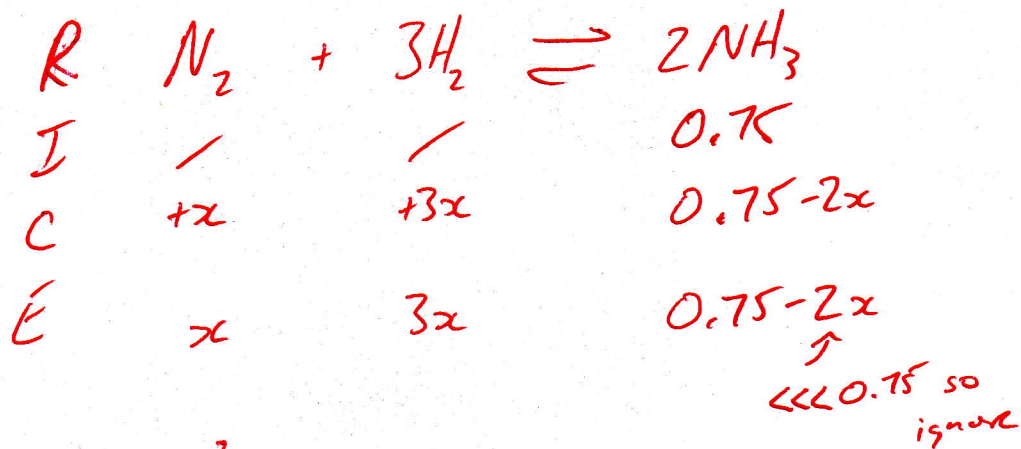 R N₂ + 3H₂ ⇌ 2NH₃
I / / 0.75
C +x +3x 0.75-2x
E x 3x 0.75-2x
↑
<<<0.75 so
ignore